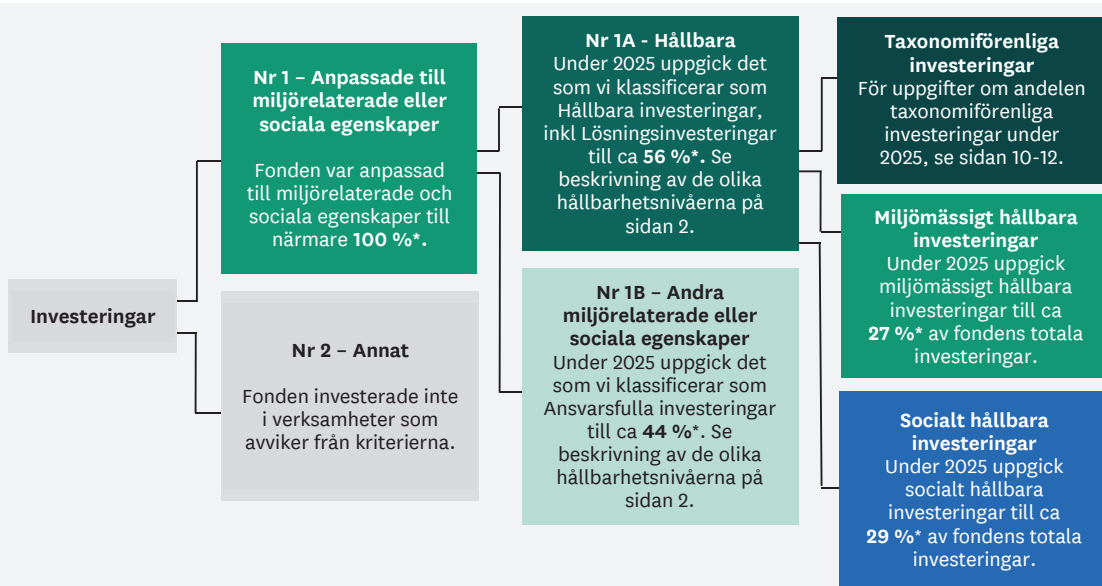 Investeringar
Nr 1 – Anpassade till
miljörelaterade eller
sociala egenskaper
Fonden var anpassad
till miljörelaterade och
sociala egenskaper till
närmare 100 %*.
Nr 2 – Annat
Fonden investerade inte
i verksamheter som
avviker från kriterierna.
Nr 1A - Hållbara
Under 2025 uppgick det
som vi klassificerar som
Hållbara investeringar,
inkl Lösningsinvesteringar
till ca 56 %*. Se
beskrivning av de olika
hållbarhetsnivåerna på
sidan 2.
Nr 1B – Andra
miljörelaterade eller
sociala egenskaper
Under 2025 uppgick det
som vi klassificerar som
Ansvarsfulla investeringar
till ca 44 %*. Se
beskrivning av de olika
hållbarhetsnivåerna på
sidan 2.
Taxonomiförenliga
investeringar
För uppgifter om andelen
taxonomiförenliga
investeringar under
2025, se sidan 10-12.
Miljömässigt hållbara
investeringar
Under 2025 uppgick
miljömässigt hållbara
investeringar till ca
27 %* av fondens totala
investeringar.
Socialt hållbara
investeringar
Under 2025 uppgick
socialt hållbara
investeringar till ca
29 %* av fondens totala
investeringar.